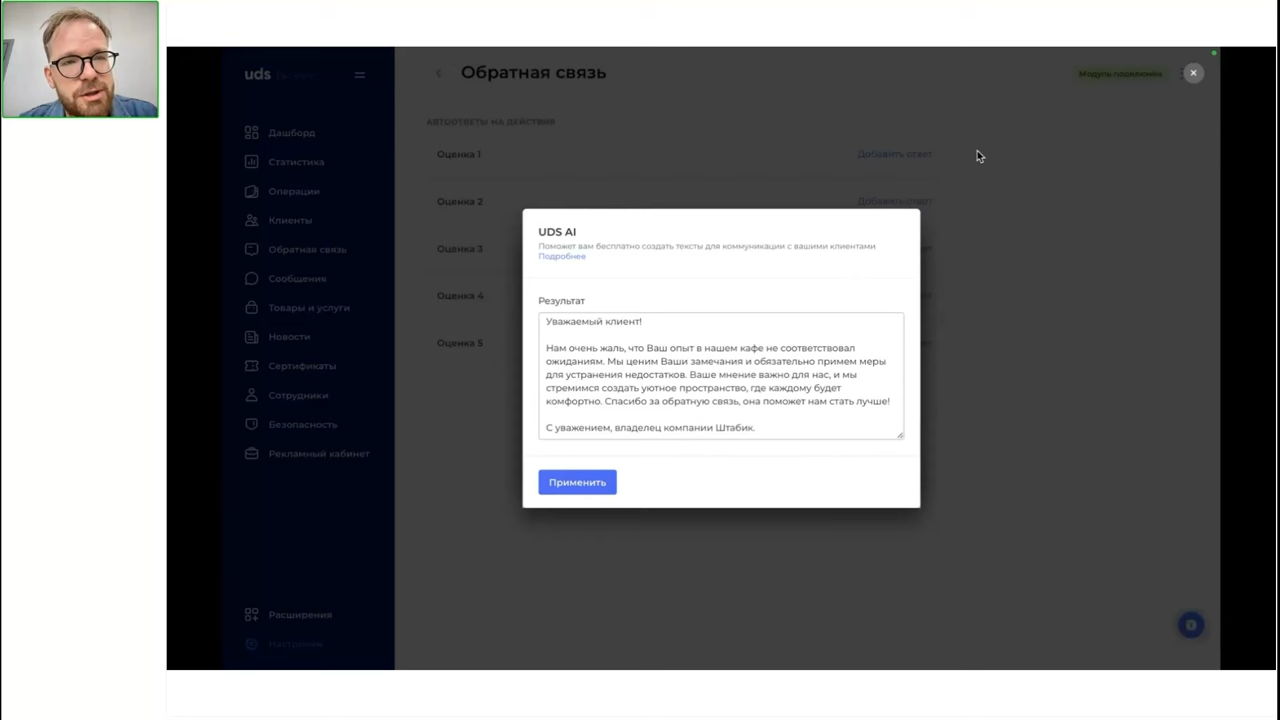 uds
Обратная связь
Модуль подключён
АВТООТВЕТЫ НА ДЕЙСТВИЯ
Дашборд
Статистика
Операции
Клиенты
Обратная связь
Сообщения
Товары и услуги
Новости
Сертификаты
Сотрудники
Безопасность
Рекламный кабинет
Расширения
Настройки
Оценка 1
Добавить ответ
Оценка 2
Добавить ответ
Оценка 3
Оценка 4
Оценка 5
UDS AI
Поможет вам бесплатно создать тексты для коммуникации с вашими клиентами
Подробнее
Результат
Уважаемый клиент!
Нам очень жаль, что Ваш опыт в нашем кафе не соответствовал
ожиданиям. Мы ценим Ваши замечания и обязательно примем меры
для устранения недостатков. Ваше мнение важно для нас, и мы
стремимся создать уютное пространство, где каждому будет
комфортно. Спасибо за обратную связь, она поможет нам стать лучше!
С уважением, владелец компании Штабик.
Применить